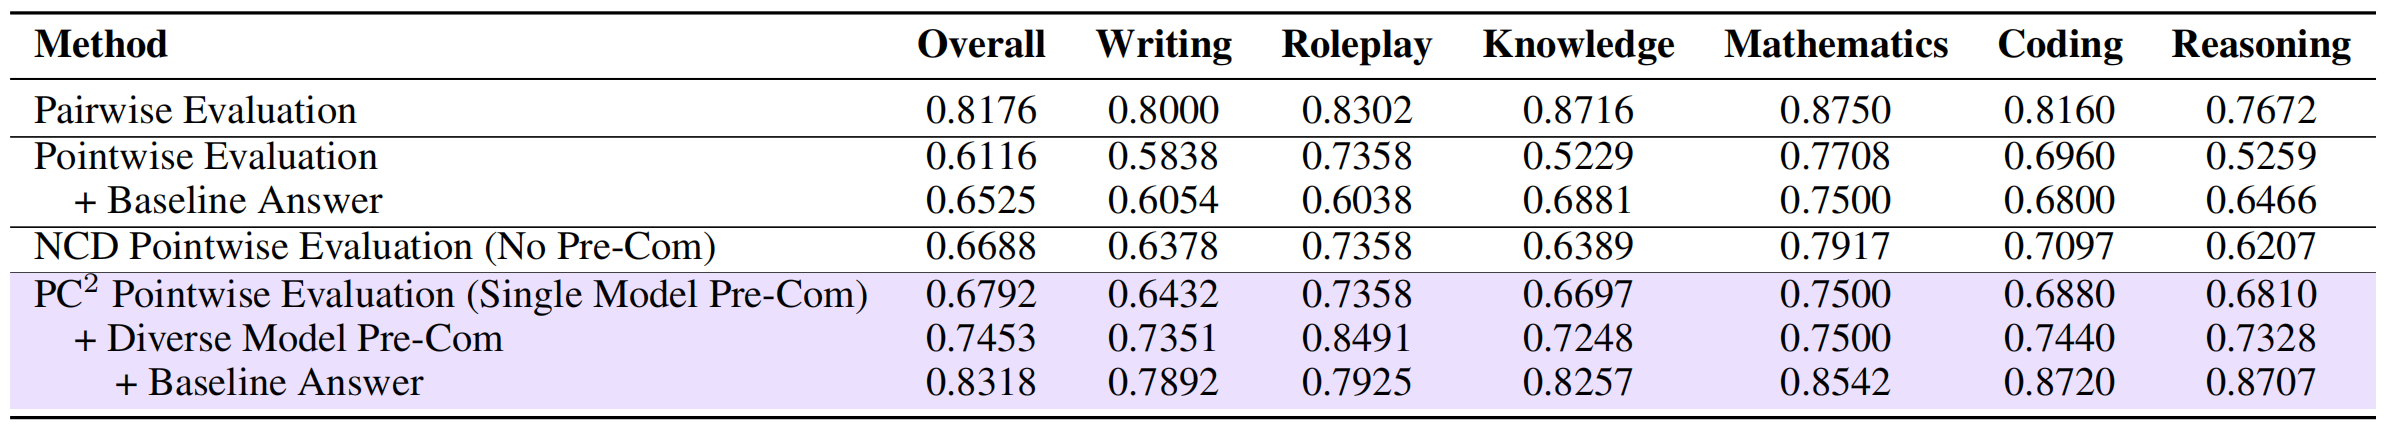 Method Overall Writing Roleplay Knowledge Mathematics Coding Reasoning
Pairwise Evaluation 0.8176 0.8000 0.8302 0.8716 0.8750 0.8160 0.7672
Pointwise Evaluation 0.6116 0.5838 0.7358 0.5229 0.7708 0.6960 0.5259
+ Baseline Answer 0.6525 0.6054 0.6038 0.6881 0.7500 0.6800 0.6466
NCD Pointwise Evaluation (No Pre-Com) 0.6688 0.6378 0.7358 0.6389 0.7917 0.7097 0.6207
PC² Pointwise Evaluation (Single Model Pre-Com) 0.6792 0.6432 0.7358 0.6697 0.7500 0.6880 0.6810
+ Diverse Model Pre-Com 0.7453 0.7351 0.8491 0.7248 0.7500 0.7440 0.7328
+ Baseline Answer 0.8318 0.7892 0.7925 0.8257 0.8542 0.8720 0.8707